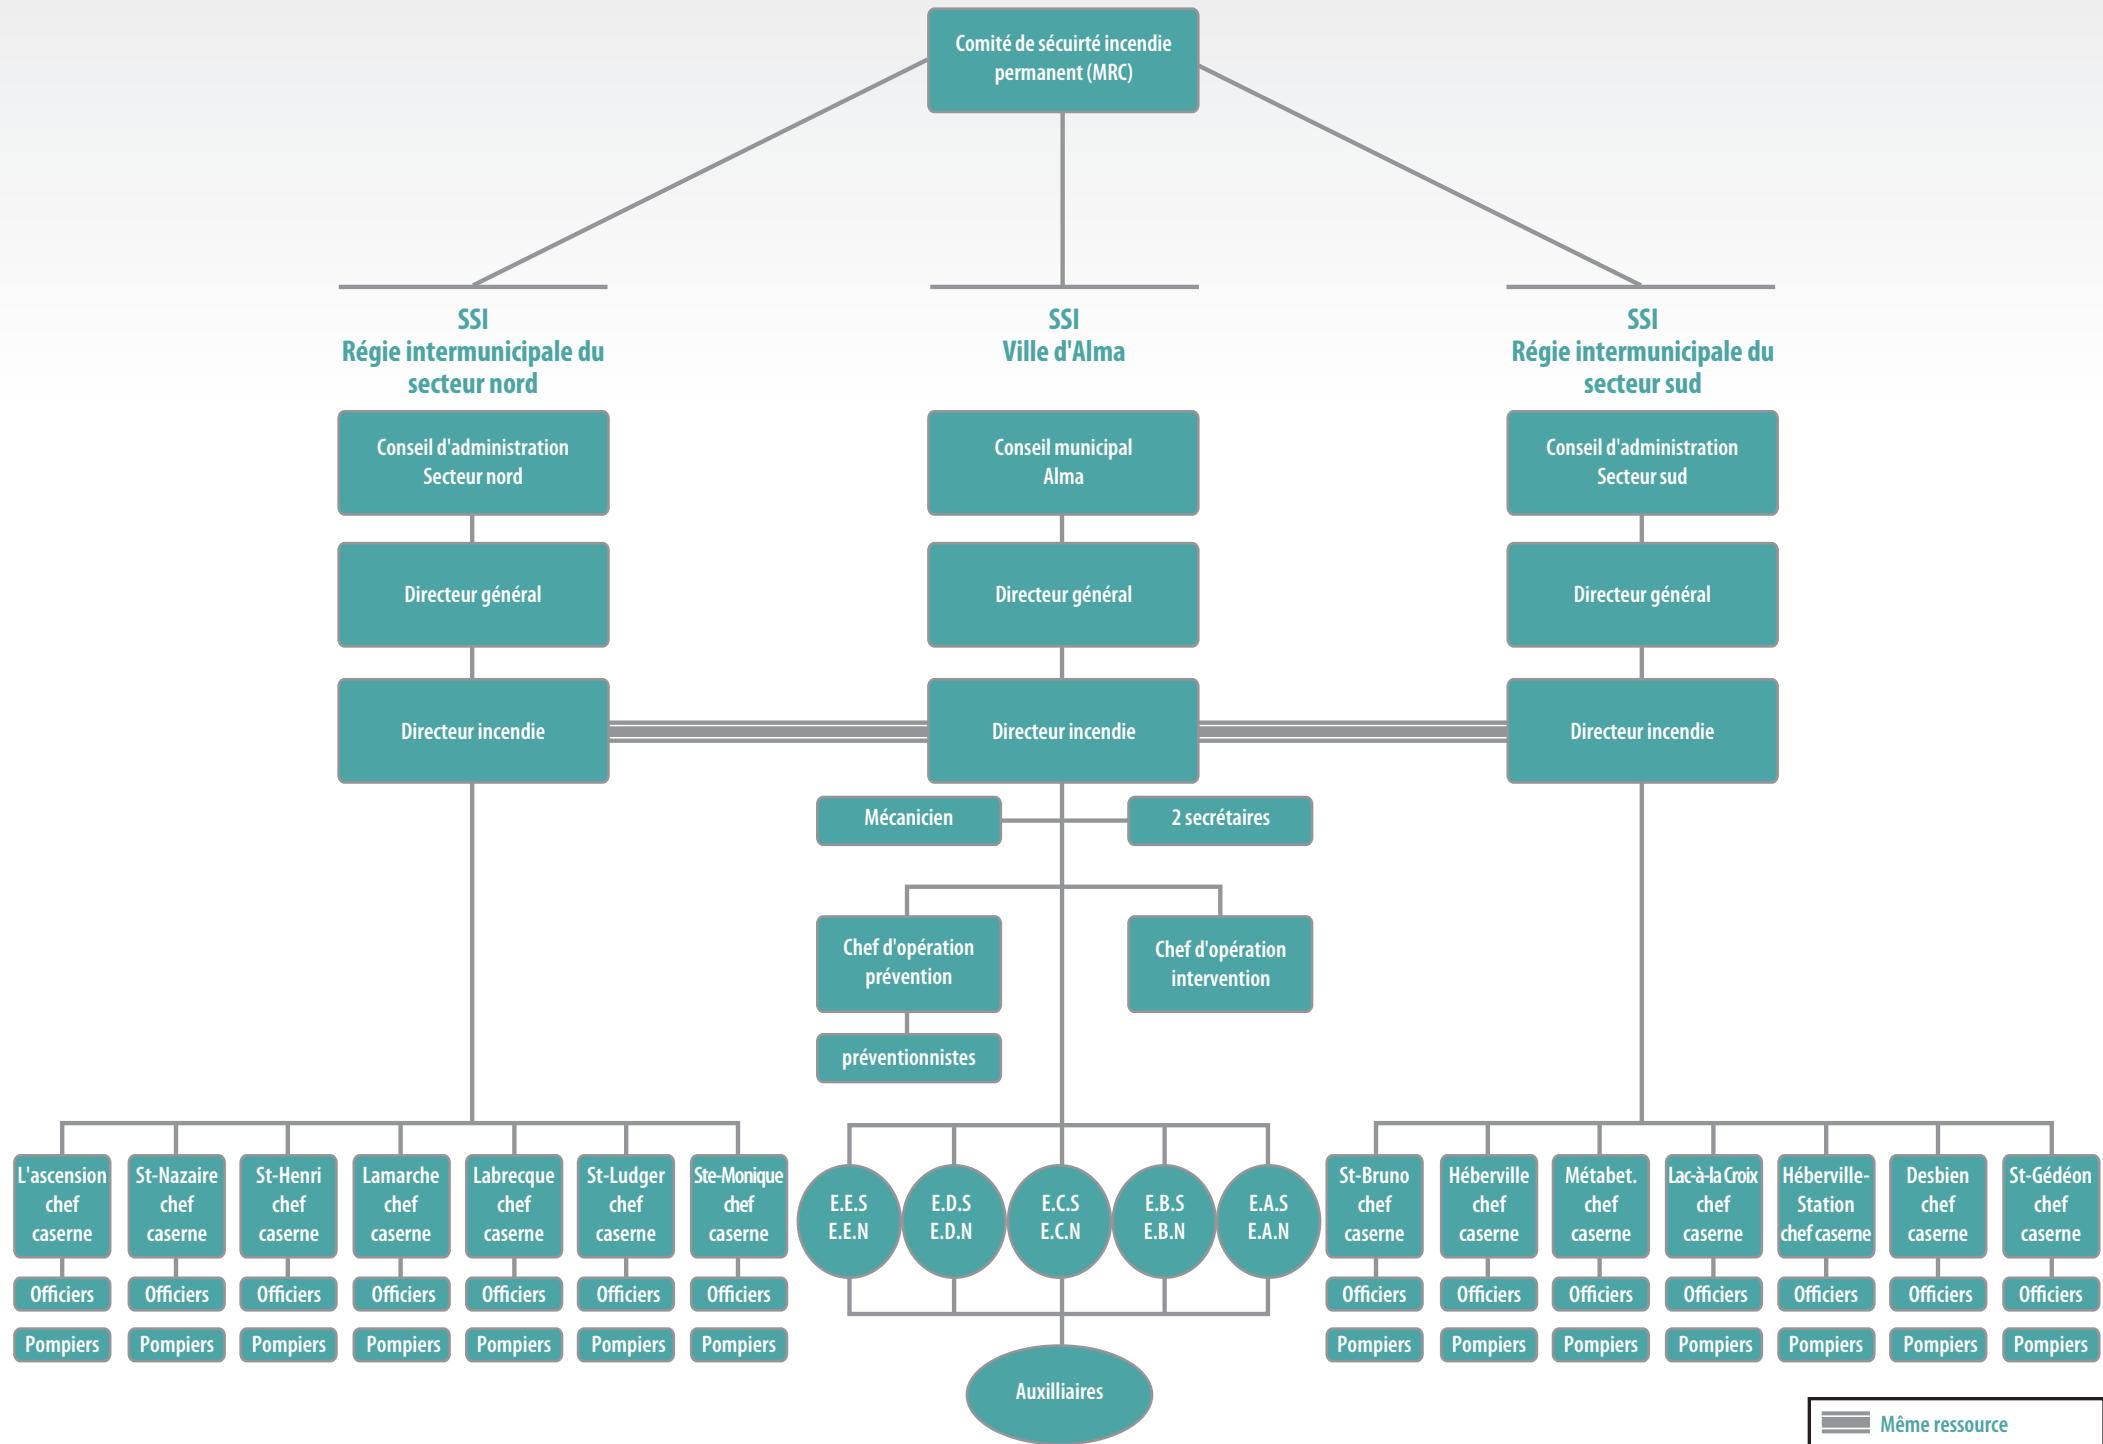 Comité de sécuirté incendie
permanent (MRC)
SSI
Régie intermunicipale du
secteur nord
SSI
Ville d'Alma
SSI
Régie intermunicipale du
secteur sud
Conseil d'administration
Secteur nord
Conseil municipal
Alma
Conseil d'administration
Secteur sud
Directeur général
Directeur général
Directeur général
Directeur incendie
Directeur incendie
Directeur incendie
Mécanicien
2 secrétaires
Chef d'opération
prévention
Chef d'opération
intervention
préventionnistes
L'ascension
chef
caserne
St-Nazaire
chef
caserne
St-Henri
chef
caserne
Lamarche
chef
caserne
Labrecque
chef
caserne
St-Ludger
chef
caserne
Ste-Monique
chef
caserne
E.E.S
E.E.N
E.D.S
E.D.N
E.C.S
E.C.N
E.B.S
E.B.N
E.A.S
E.A.N
St-Bruno
chef
caserne
Héberville
chef
caserne
Métabet.
chef
caserne
Lac-à-la Croix
chef
caserne
Héberville-
Station
chef caserne
Desbien
chef
caserne
St-Gédéon
chef
caserne
Officiers
Officiers
Officiers
Officiers
Officiers
Officiers
Officiers
Officiers
Officiers
Officiers
Officiers
Officiers
Officiers
Officiers
Pompiers
Pompiers
Pompiers
Pompiers
Pompiers
Pompiers
Pompiers
Pompiers
Pompiers
Pompiers
Pompiers
Pompiers
Pompiers
Pompiers
Auxilliaires
Même ressource